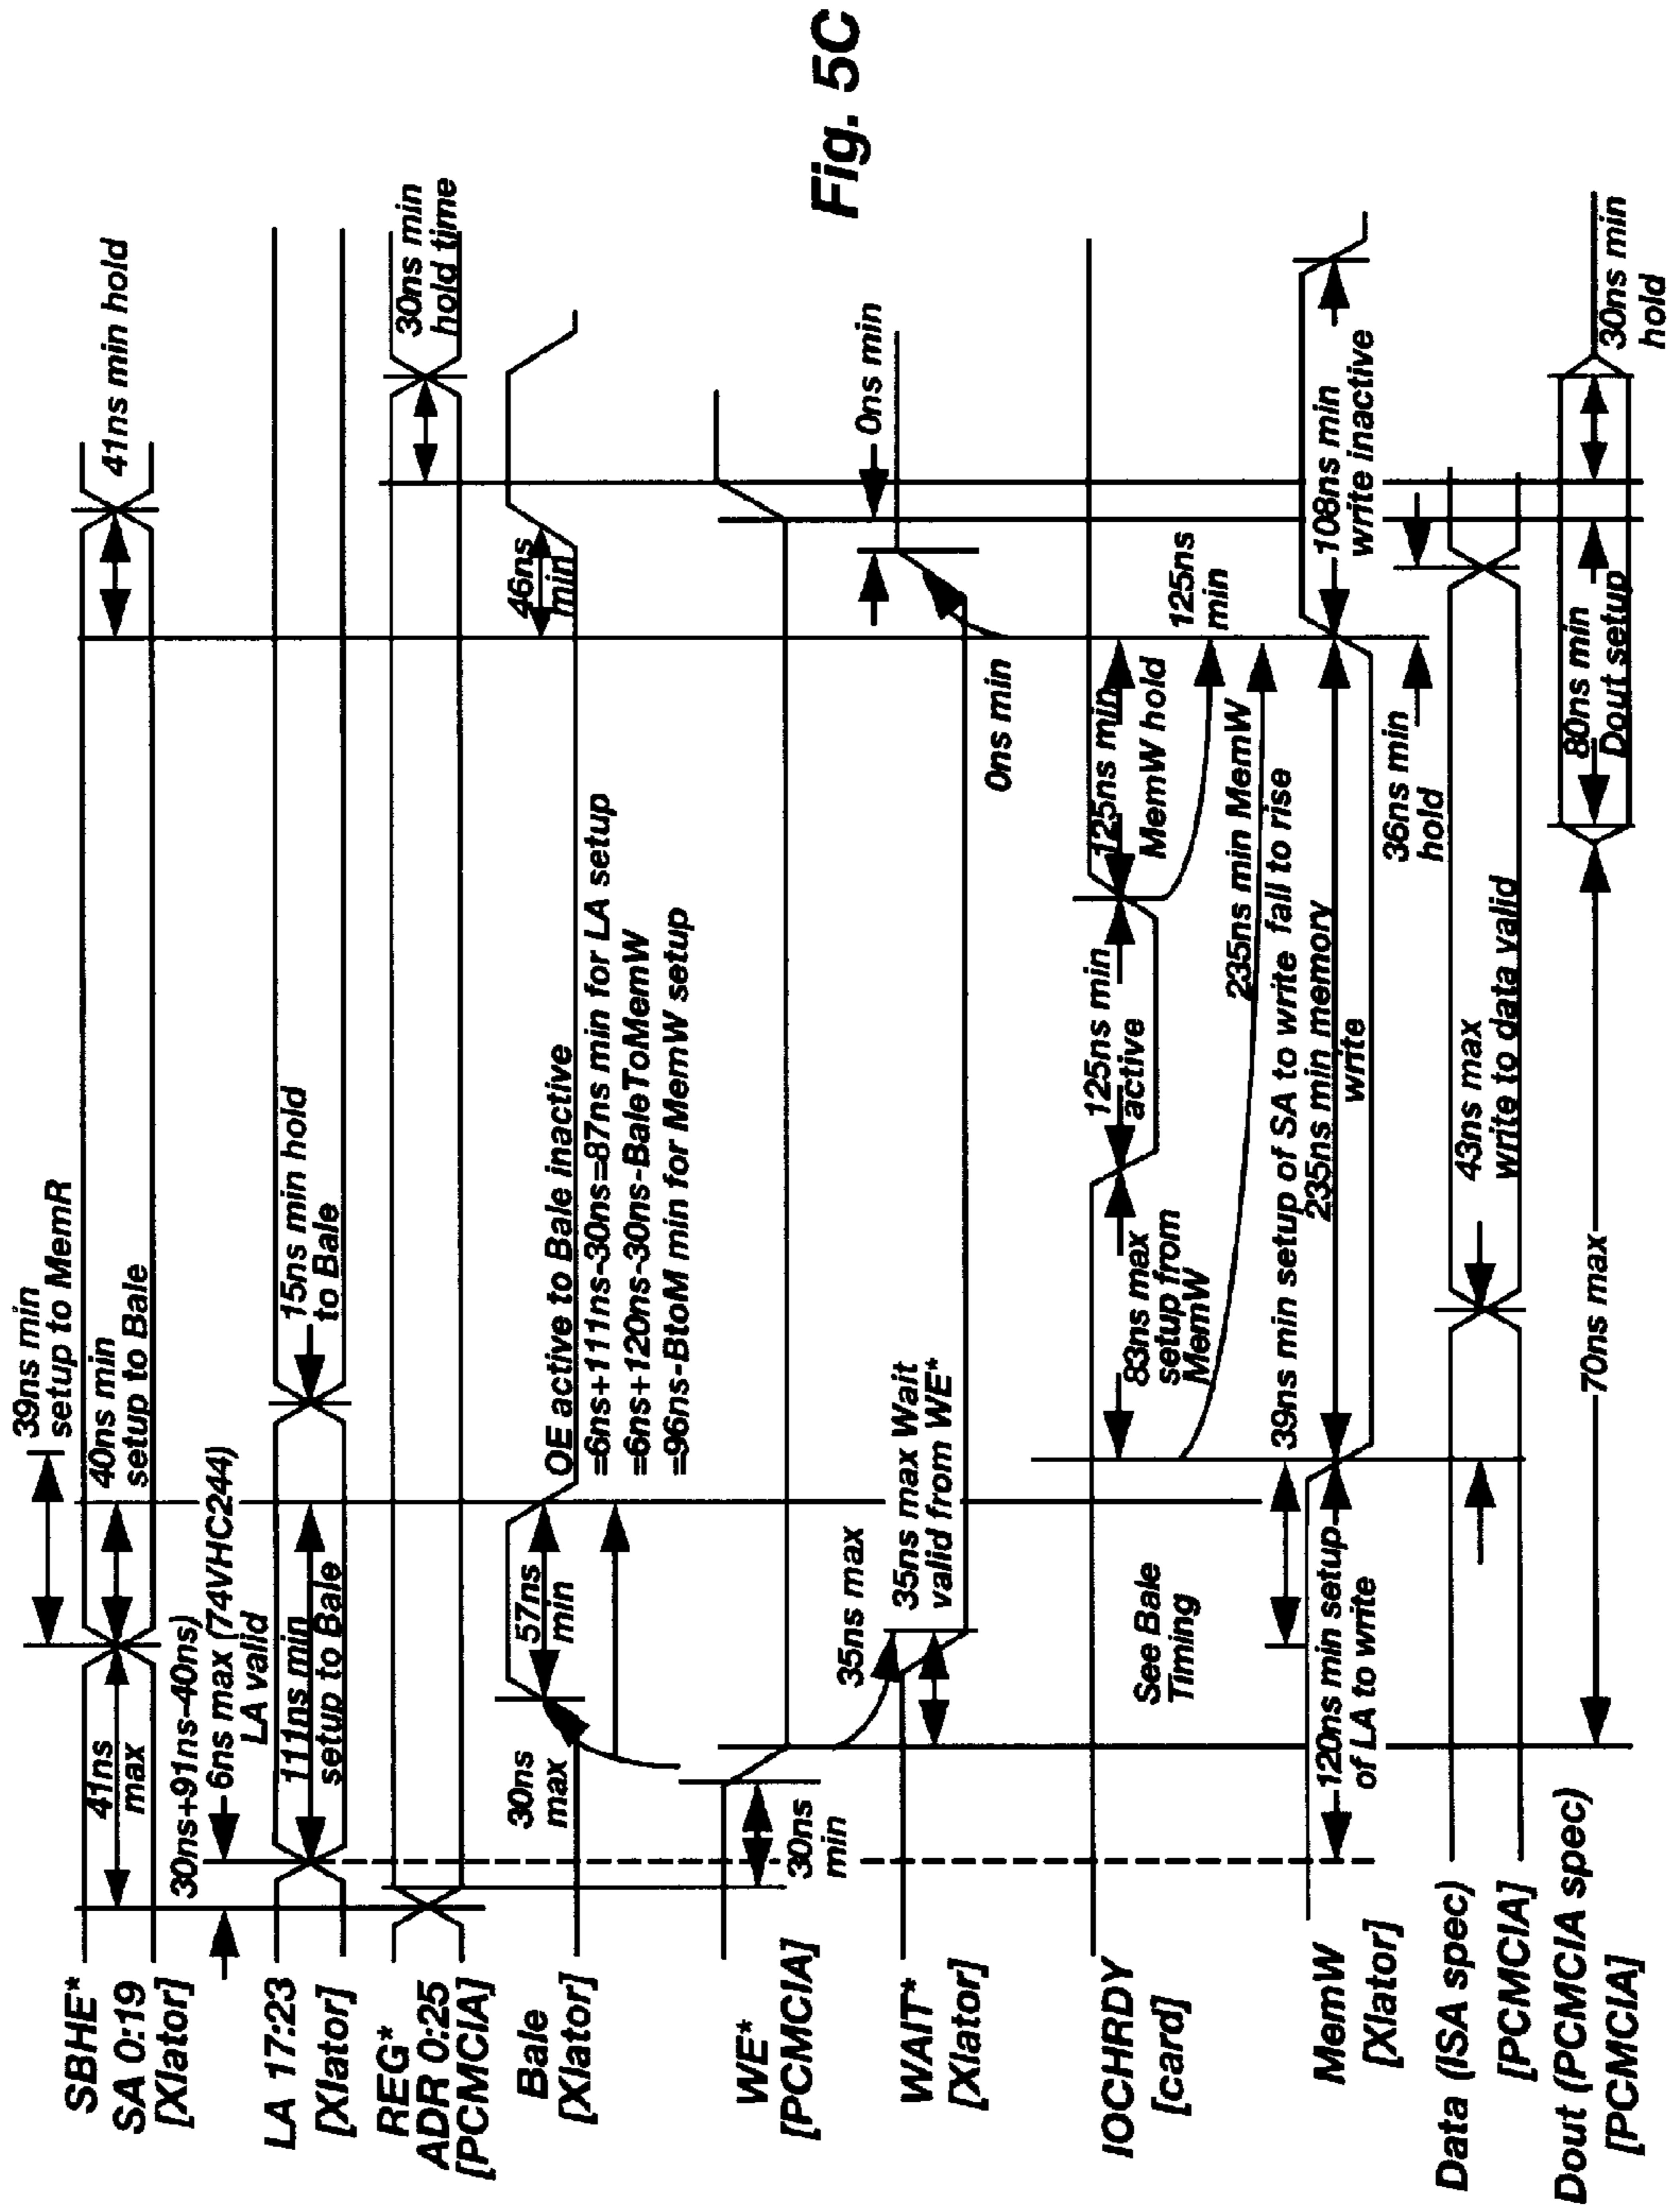 SBHE*
SA 0:19
[Xlator]
41ns
max
39ns min
setup to MemR
40ns min
setup to Bale
41ns min hold
30ns+91ns-40ns)
6ns max (74VHC244)
LA valid
LA 17:23
[Xlator]
111ns min
setup to Bale
15ns min hold
to Bale
REG*
ADR 0:25
[PCMCIA]
30ns min
hold time
Bale
[Xlator]
30ns
max
57ns
min
OE active to Bale inactive
=6ns+111ns-30ns=87ns min for LA setup
=6ns+120ns-30ns-BaleToMemW
=96ns-BtoM min for MemW setup
46ns
min
WE*
[PCMCIA]
30ns
min
WAIT*
[Xlator]
35ns max
35ns max Wait
valid from WE*
0ns min
0ns min
Fig. 5C
IOCHRDY
[card]
See Bale
Timing
83ns max
setup from
MemW
125ns min
active
125ns min
MemW hold
125ns
min
235ns min MemW
fall to rise
MemW
[Xlator]
120ns min setup
of LA to write
39ns min setup of SA to write
235ns min memory
write
108ns min
write inactive
36ns min
hold
Data (ISA spec)
[PCMCIA]
43ns max
write to data valid
Dout (PCMCIA spec)
[PCMCIA]
70ns max
80ns min
Dout setup
30ns min
hold